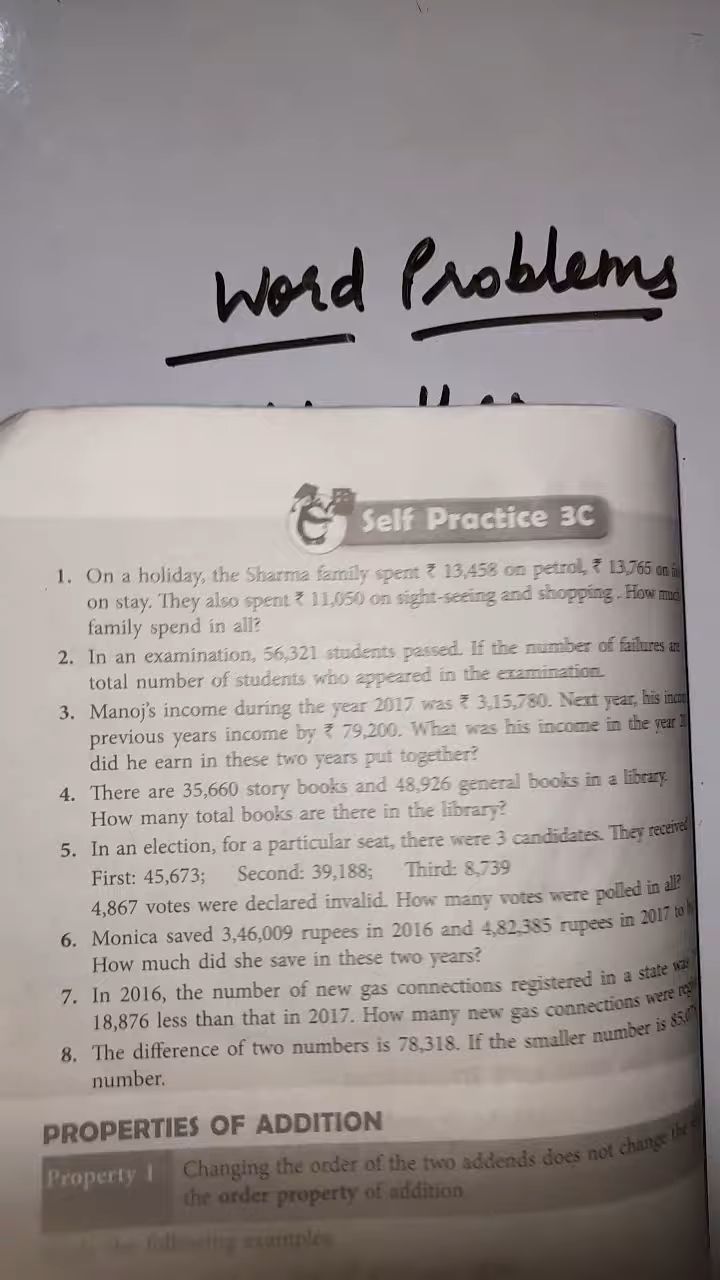 Word Problems
Self Practice 3C
1. On a holiday, the Sharma family spent ₹ 13,458 on petrol, ₹ 13,765 on
on stay. They also spent ₹ 11,050 on sight-seeing and shopping. How
family spend in all?
2. In an examination, 56,321 students passed. If the number of failures are
total number of students who appeared in the examination.
3. Manoj's income during the year 2017 was ₹ 3,15,780. Next year, his
previous years income by ₹ 79,200. What was his income in the year
did he earn in these two years put together?
4. There are 35,660 story books and 48,926 general books in a library.
How many total books are there in the library?
5. In an election, for a particular seat, there were 3 candidates. They received
First: 45,673; Second: 39,188; Third: 8,739
4,867 votes were declared invalid. How many votes were polled in all?
6. Monica saved 3,46,009 rupees in 2016 and 4,82,385 rupees in 2017 to
How much did she save in these two years?
7. In 2016, the number of new gas connections registered in a state was
18,876 less than that in 2017. How many new gas connections were
8. The difference of two numbers is 78,318. If the smaller number is
number.
PROPERTIES OF ADDITION
Property 1
Changing the order of the two addends does not change the
the order property of addition
the following examples